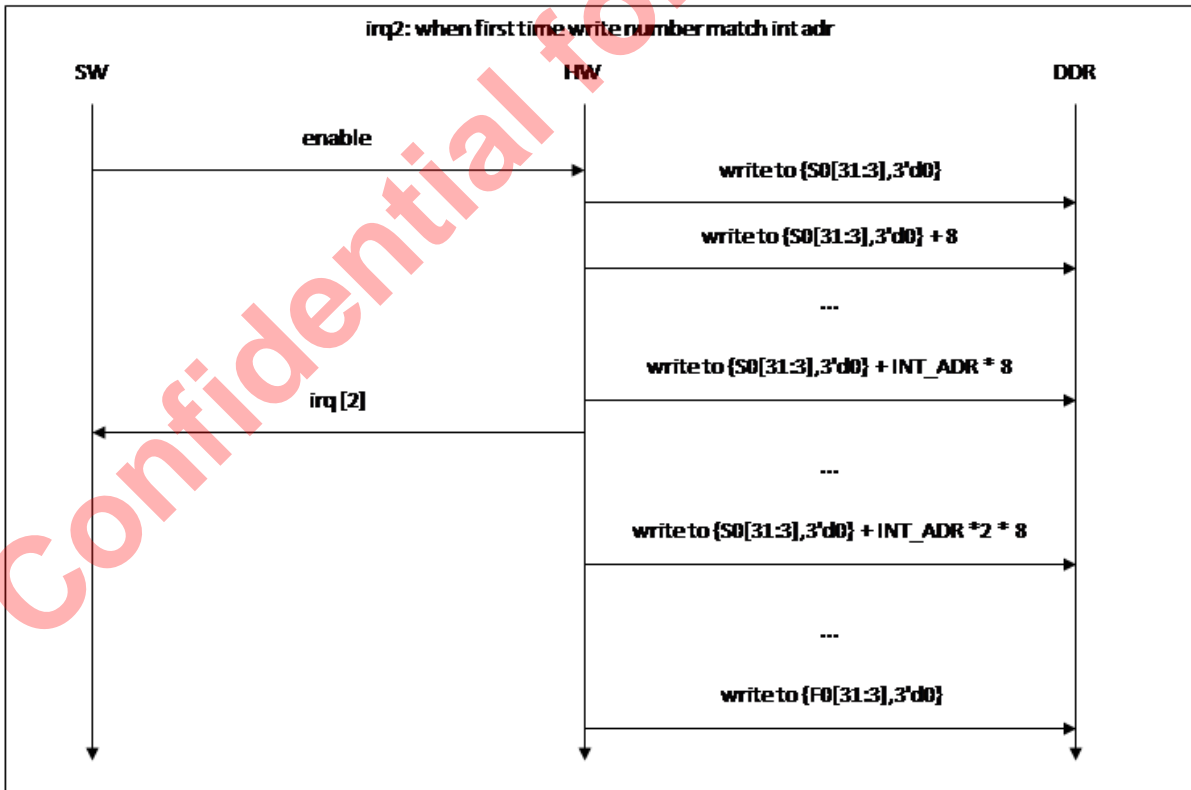 irq2: when first time write number match int adr
SW
HW
DDR
enable
write to {S0[31:3],3'd0}
write to {S0[31:3],3'd0} + 8
...
write to {S0[31:3],3'd0} + INT_ADR * 8
irq [2]
...
write to {S0[31:3],3'd0} + INT_ADR *2 * 8
...
write to {F0[31:3],3'd0}
Confidential for